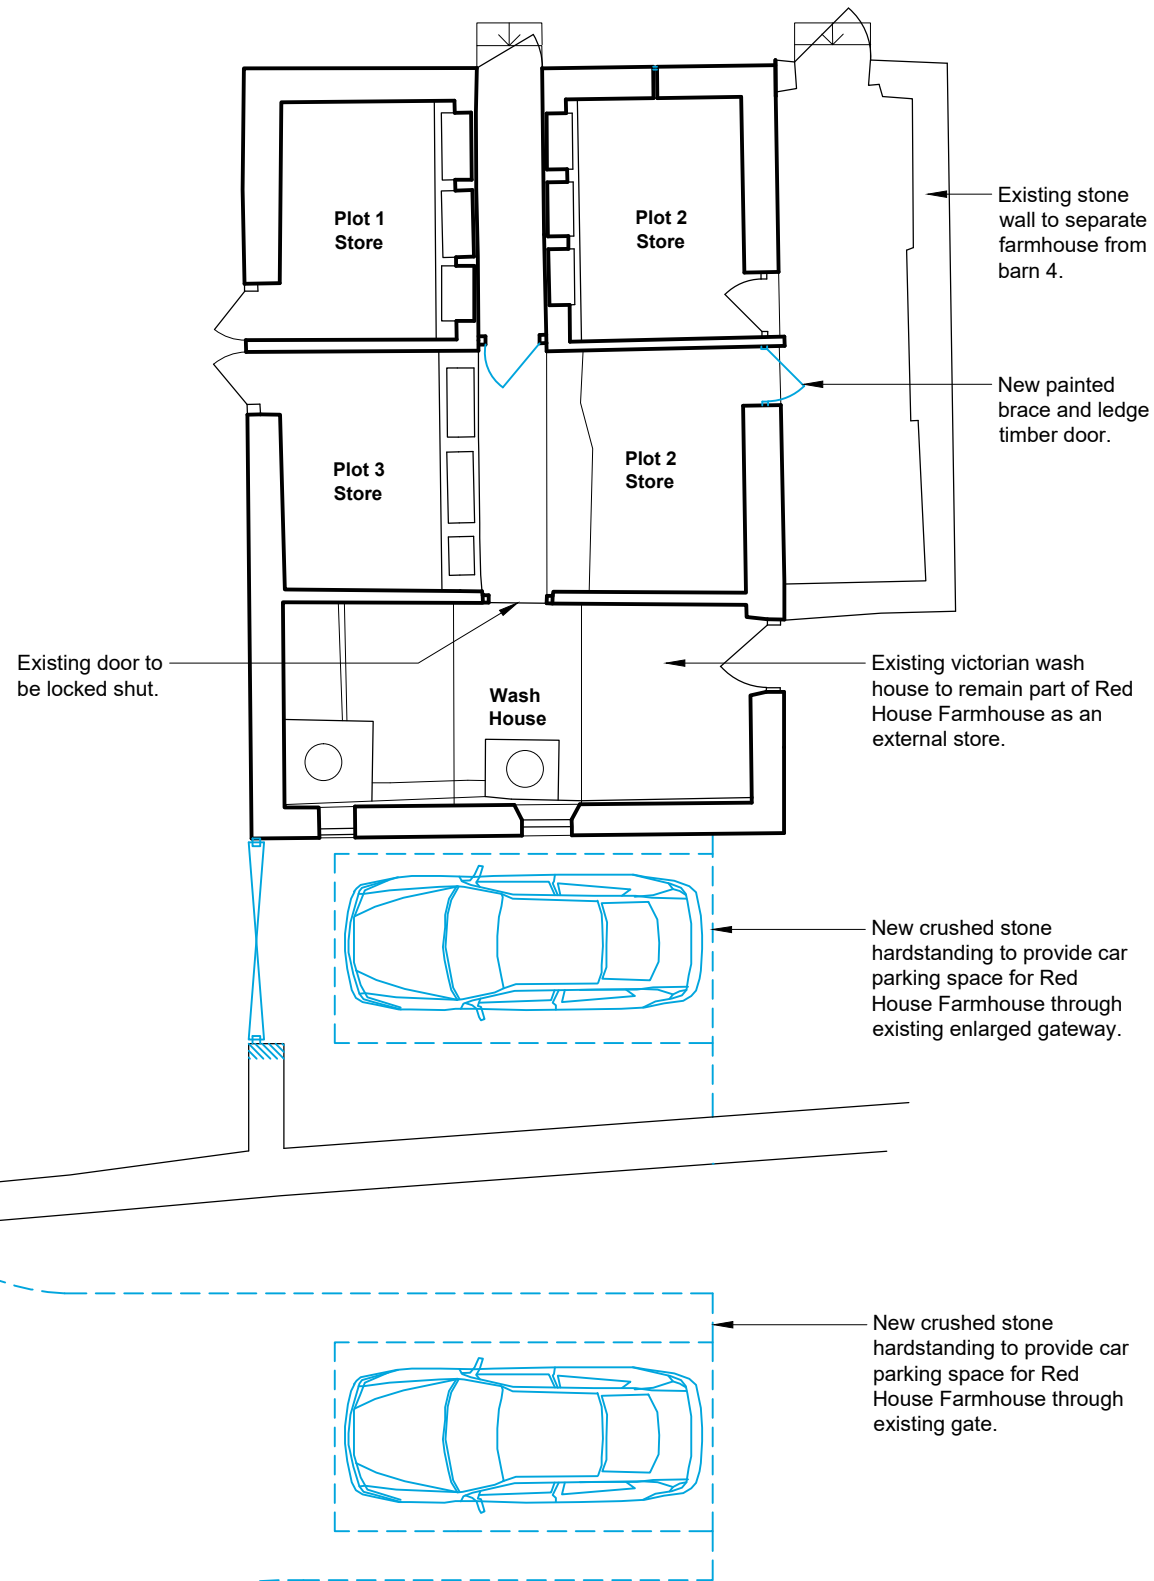 Plot 1
Store
Plot 2
Store
Existing stone
wall to separate
farmhouse from
barn 4.
New painted
brace and ledge
timber door.
Plot 3
Store
Plot 2
Store
Existing door to
be locked shut.
Wash
House
Existing victorian wash
house to remain part of Red
House Farmhouse as an
external store.
New crushed stone
hardstanding to provide car
parking space for Red
House Farmhouse through
existing enlarged gateway.
New crushed stone
hardstanding to provide car
parking space for Red
House Farmhouse through
existing gate.